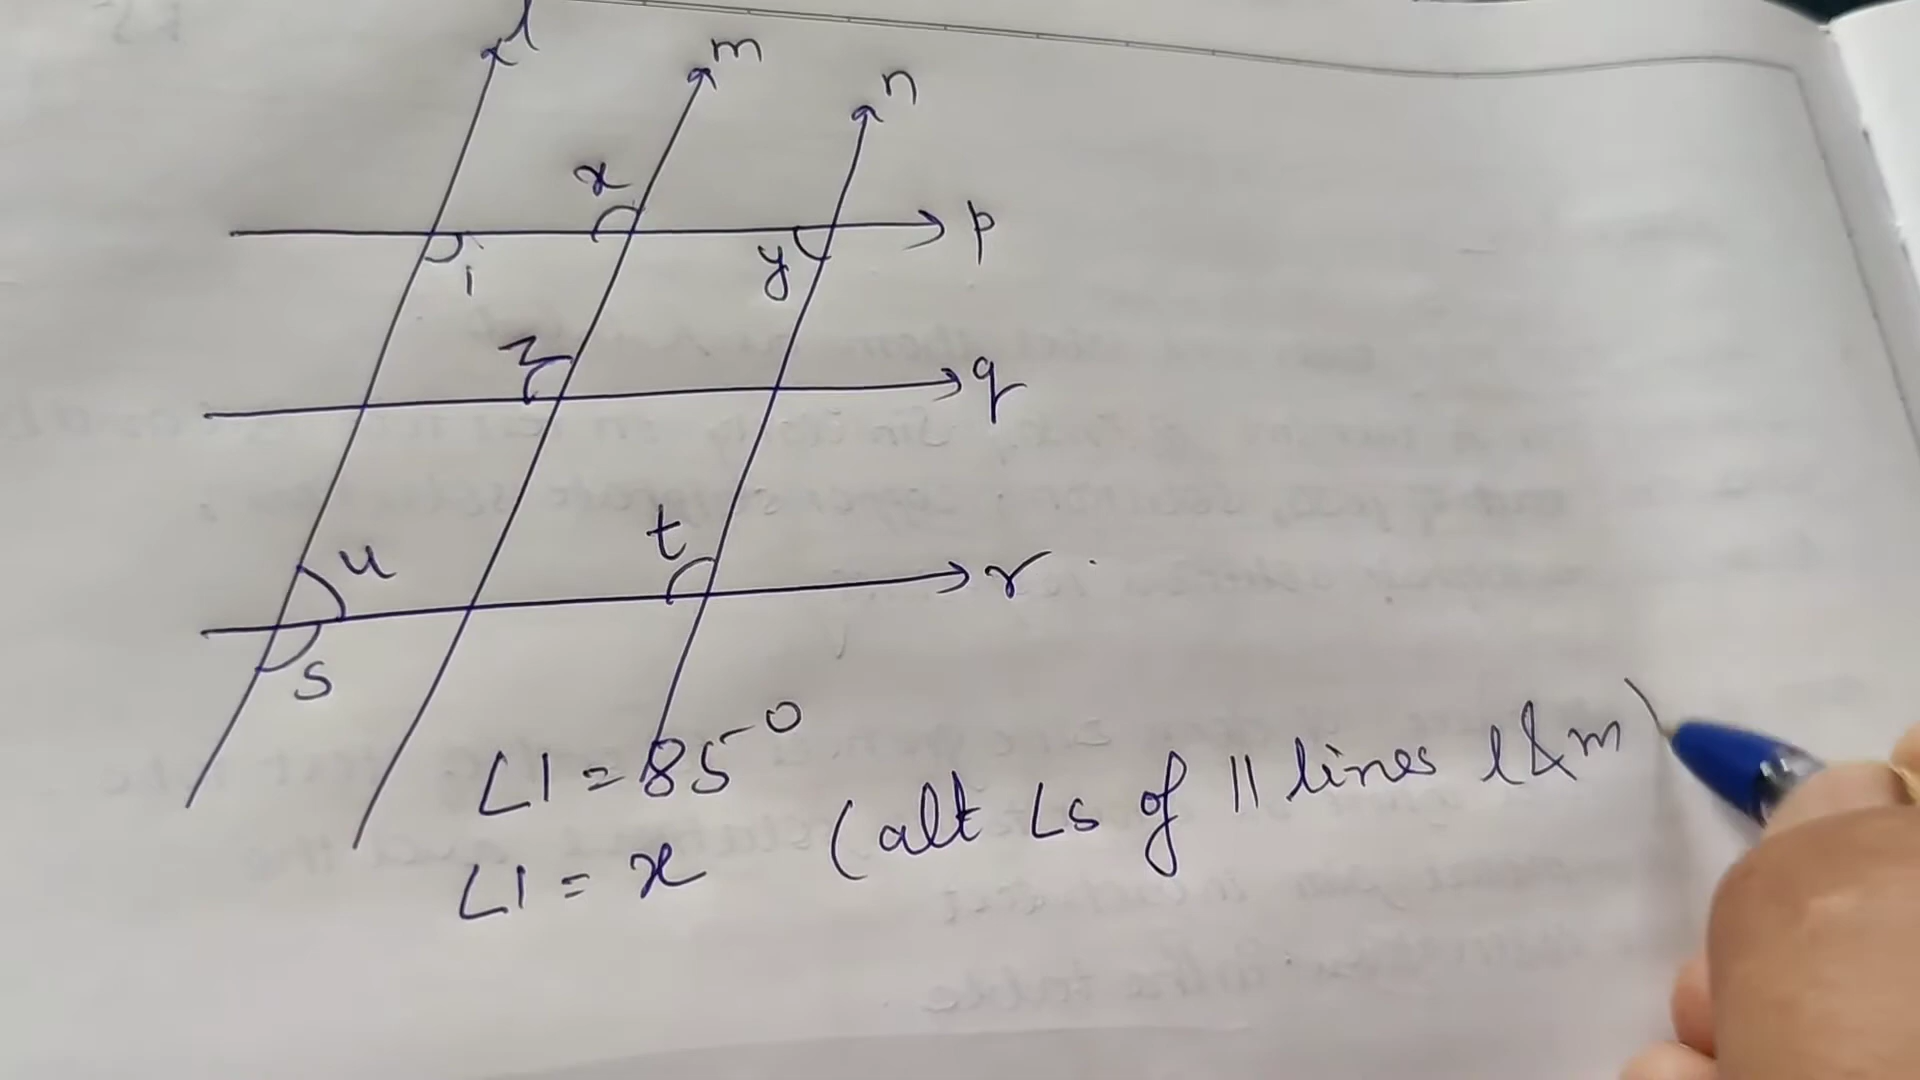 l
m
n
x
p
1
y
z
q
t
u
r
s
∠1 = 85°
∠1 = x (alt ∠s of || lines l & m)